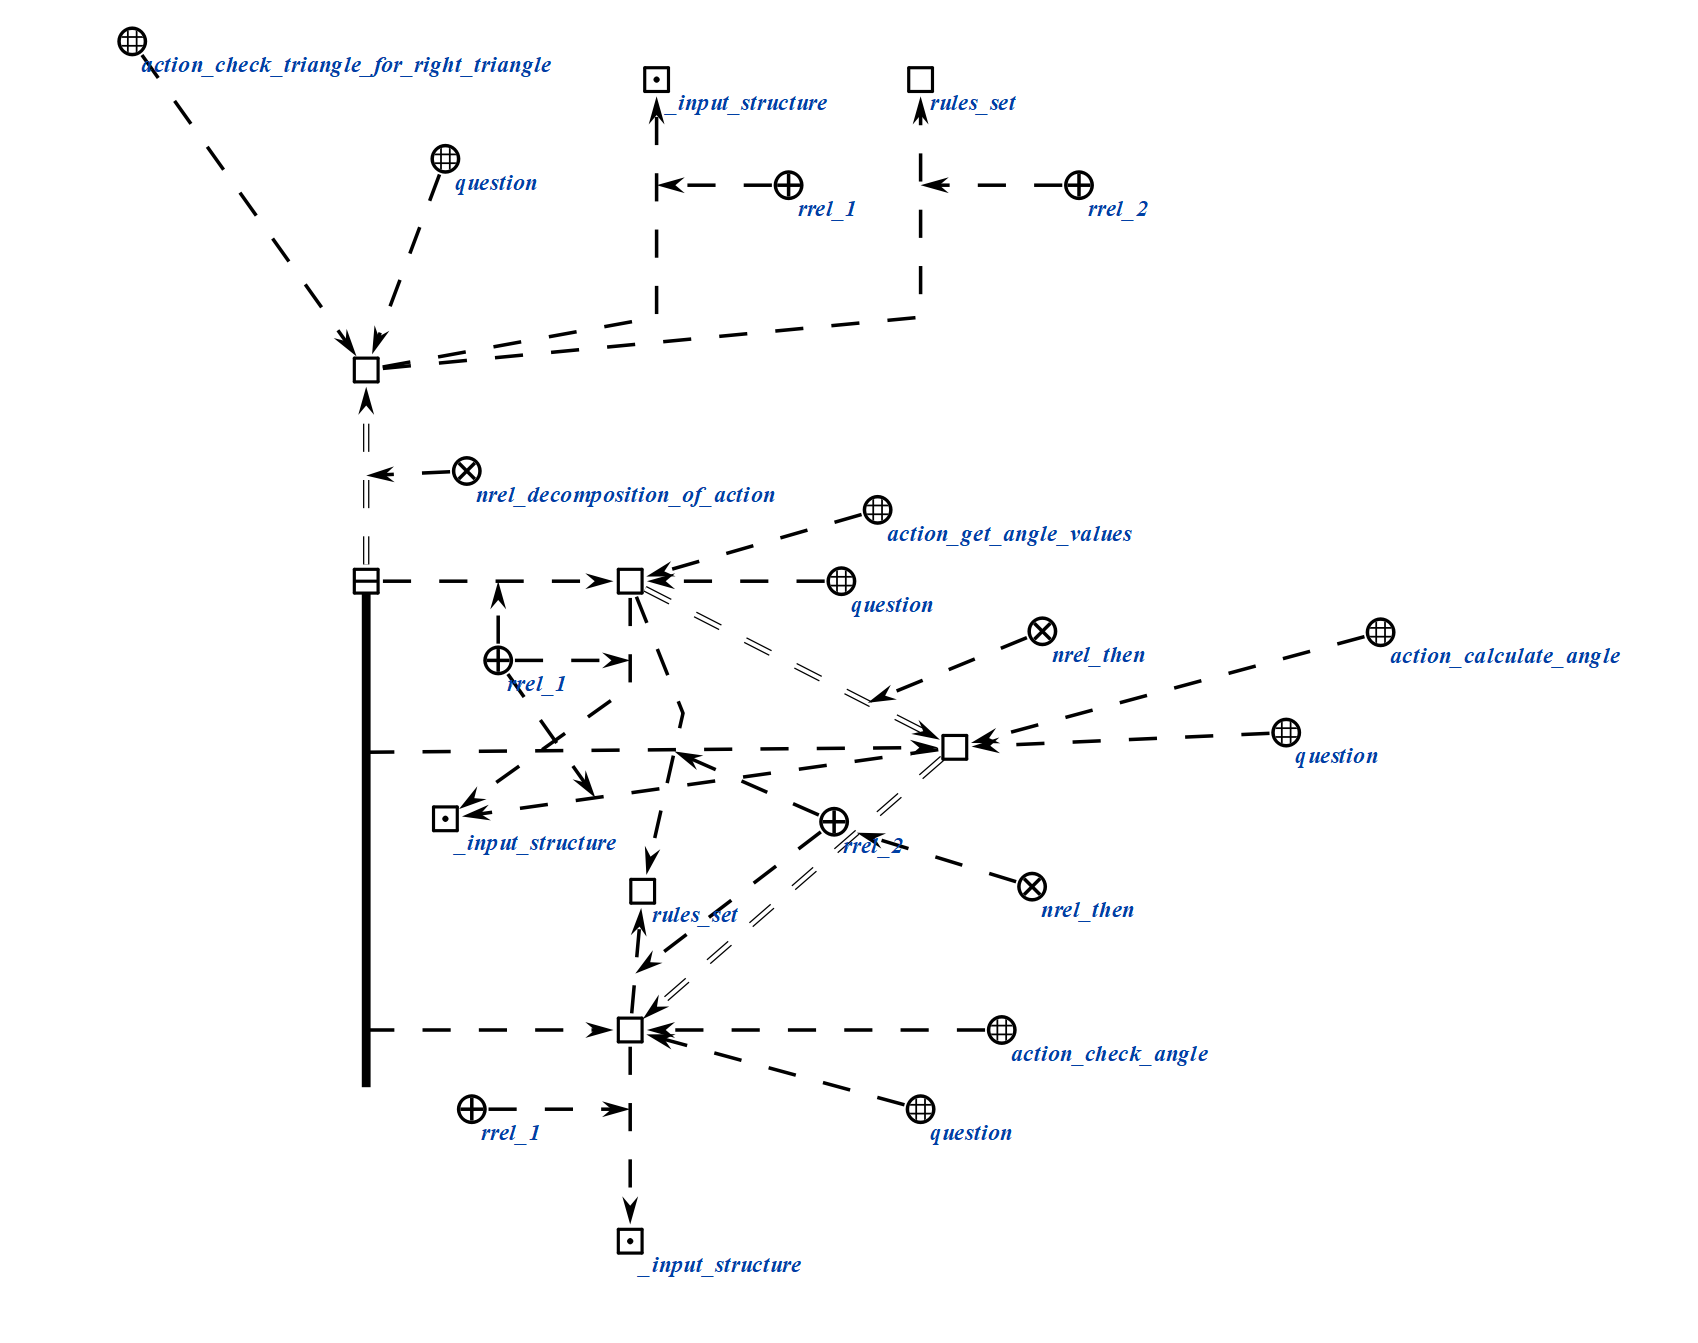 action_check_triangle_for_right_triangle
_input_structure
rules_set
question
rrel_1
rrel_2
nrel_decomposition_of_action
action_get_angle_values
question
nrel_then
action_calculate_angle
rrel_1
question
_input_structure
rrel_2
rules_set
nrel_then
action_check_angle
rrel_1
question
_input_structure